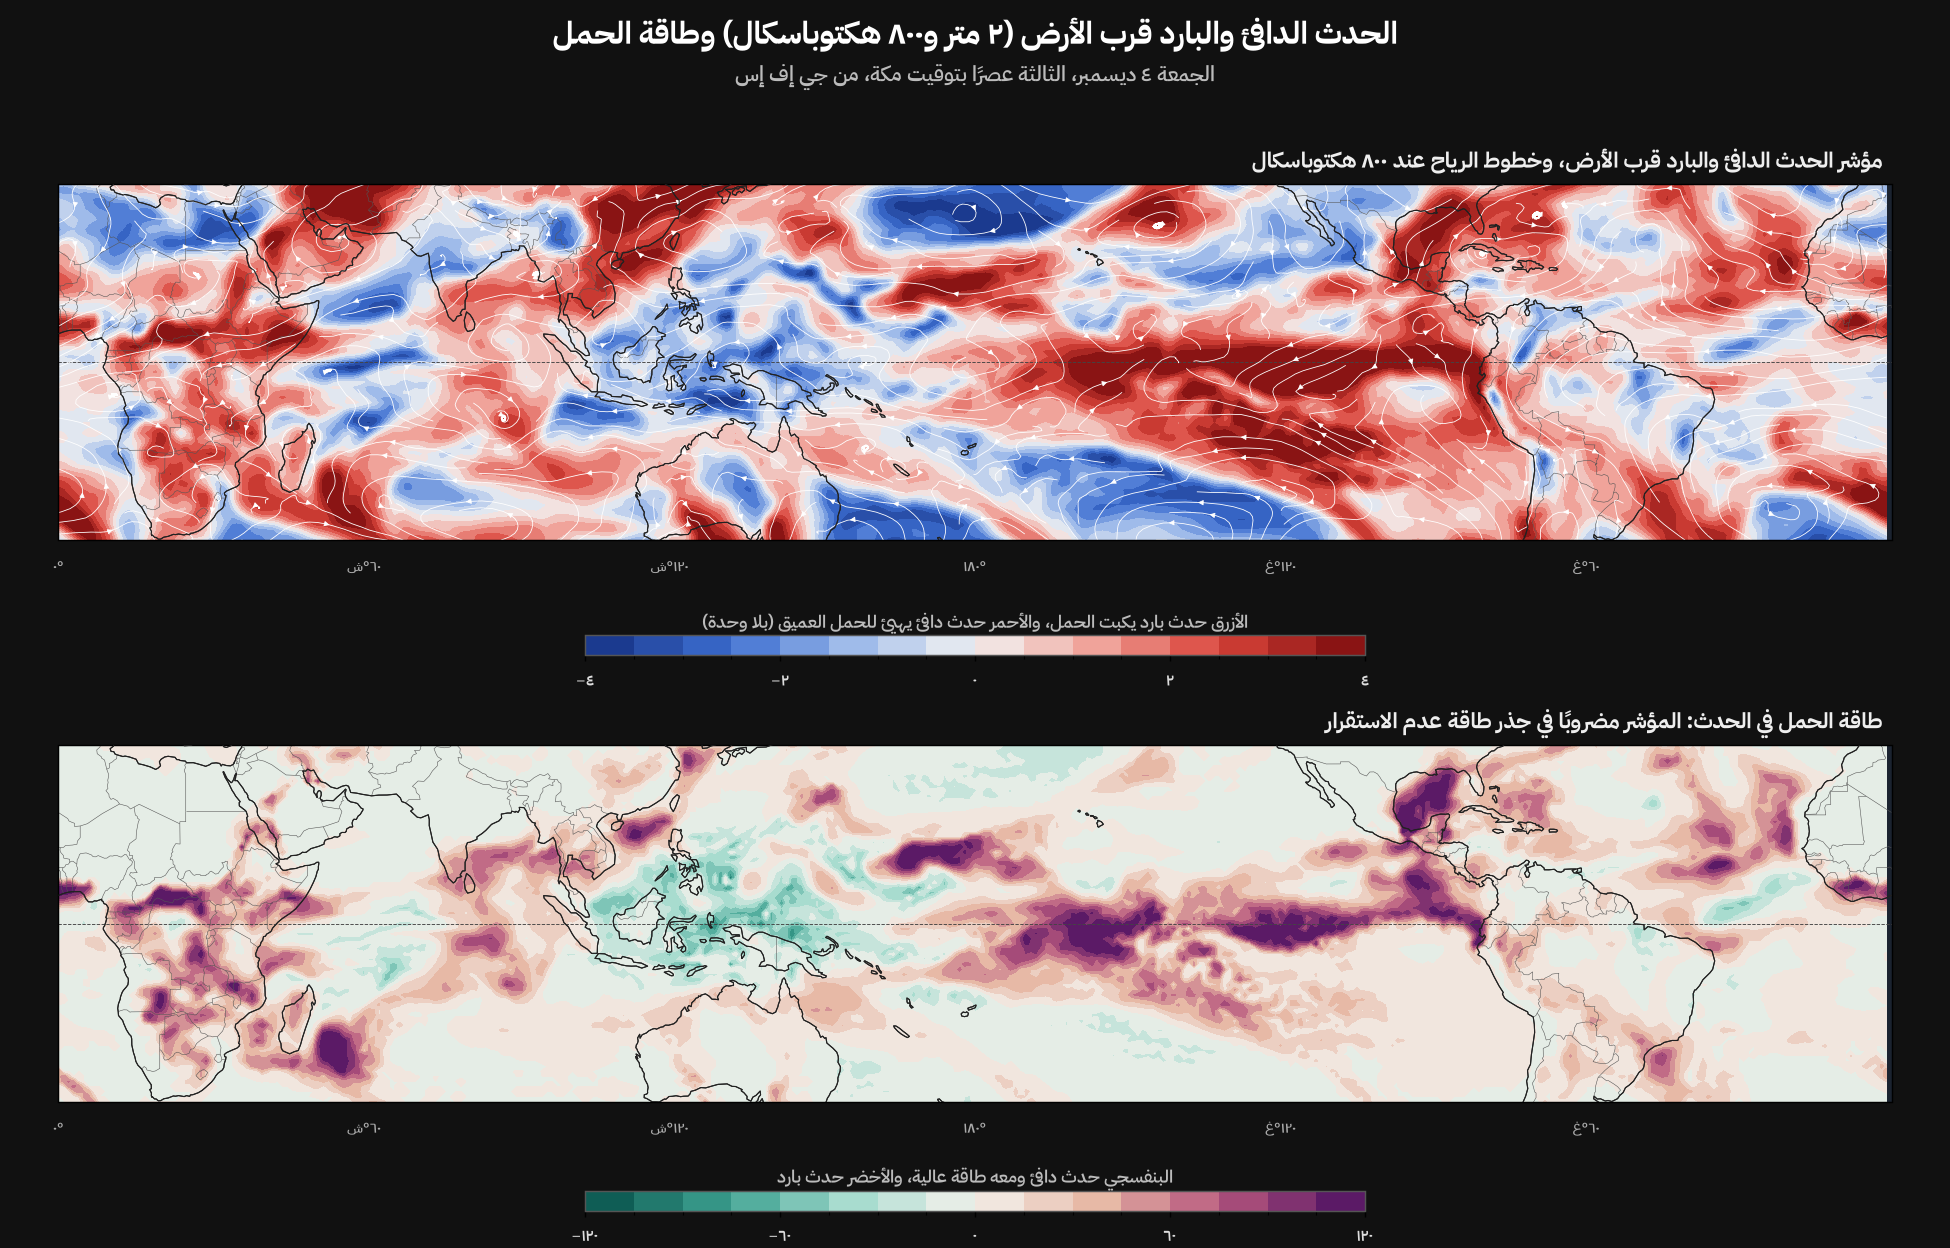 الحدث الدافئ والبارد قرب الأرض (٢ متر و٨٠٠ هكتوباسكال) وطاقة الحمل
الجمعة ٤ ديسمبر، الثالثة عصرًا بتوقيت مكة، من جي إف إس
مؤشر الحدث الدافئ والبارد قرب الأرض، وخطوط الرياح عند ٨٠٠ هكتوباسكال
٠° ٦٠°ش ١٢٠°ش ١٨٠° ١٢٠°غ ٦٠°غ
الأزرق حدث بارد يكبت الحمل، والأحمر حدث دافئ يهيئ للحمل العميق (بلا وحدة)
−٤ −٢ ٠ ٢ ٤
طاقة الحمل في الحدث: المؤشر مضروبًا في جذر طاقة عدم الاستقرار
٠° ٦٠°ش ١٢٠°ش ١٨٠° ١٢٠°غ ٦٠°غ
البنفسجي حدث دافئ ومعه طاقة عالية، والأخضر حدث بارد
−١٢٠ −٦٠ ٠ ٦٠ ١٢٠